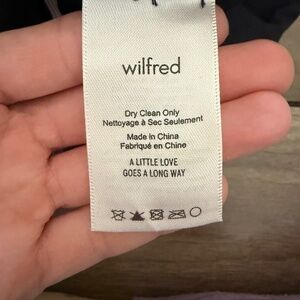 wilfred
Dry Clean Only
Nettoyage à Sec Seulement
Made in China
Fabriqué en Chine
A LITTLE LOVE
GOES A LONG WAY